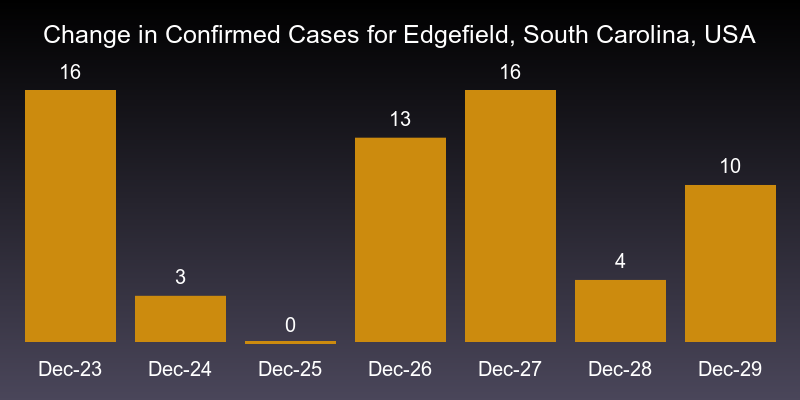 Change in Confirmed Cases for Edgefield, South Carolina, USA
16
3
0
13
16
4
10
Dec-23
Dec-24
Dec-25
Dec-26
Dec-27
Dec-28
Dec-29